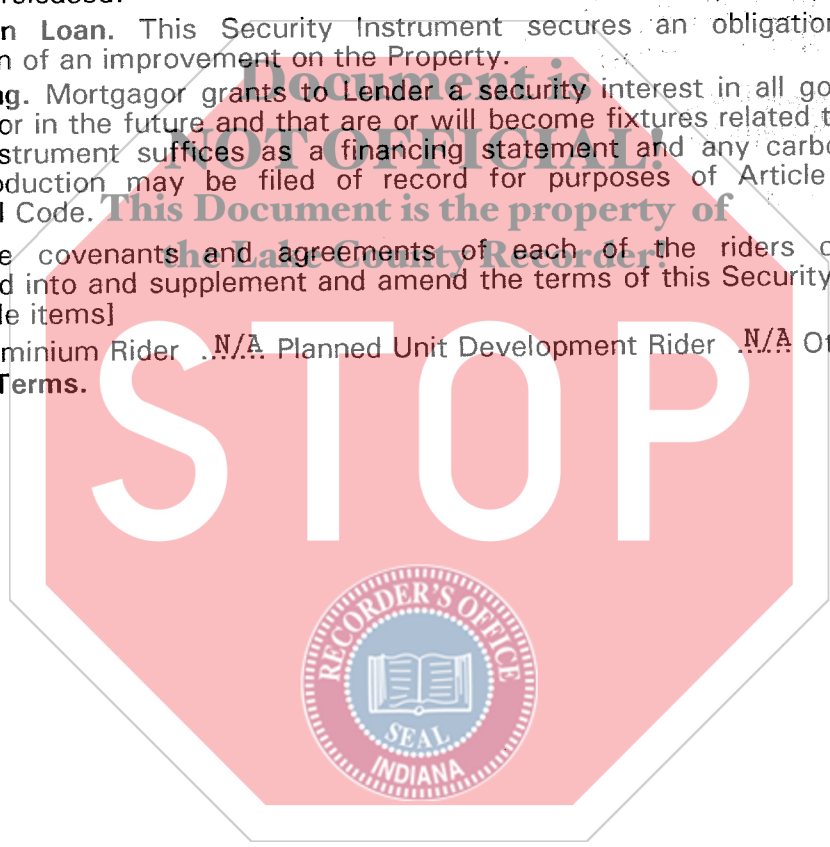 n Loan. This Security Instrument secures an obligation
n of an improvement on the Property.
Document is
g. Mortgagor grants to Lender a security interest in all go
or in the future and that are or will become fixtures related t
NOT OFFICIAL!
strument suffices as a financing statement and any carbo
oduction may be filed of record for purposes of Article
l Code.
This Document is the property of
the Lake County Recorder!
e covenants and agreements of each of the riders c
d into and supplement and amend the terms of this Security
le items]
minium Rider ..N/A. Planned Unit Development Rider ..N/A. Ot
Terms.
STOP
RECORDER'S OFFICE
SEAL
INDIANA